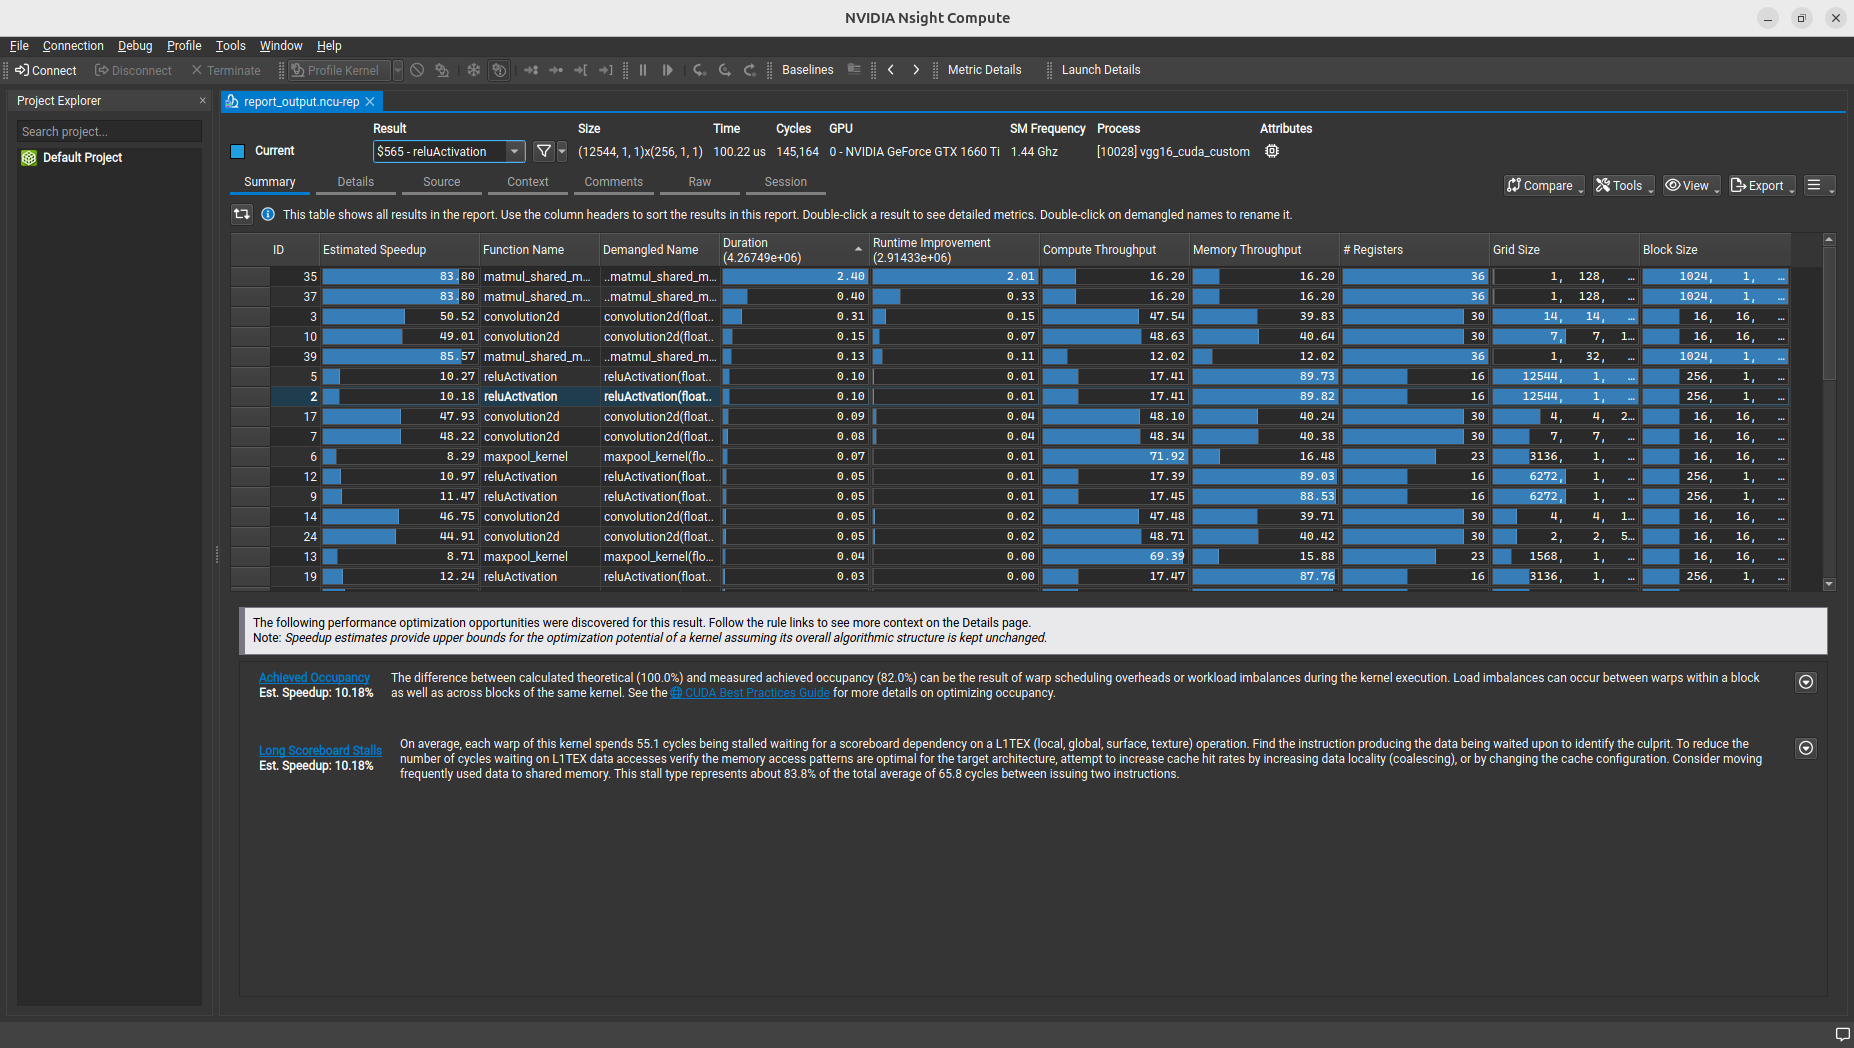 NVIDIA Nsight Compute
File Connection Debug Profile Tools Window Help
Connect Disconnect Terminate Profile Kernel Baselines Metric Details Launch Details
Project Explorer
Search project...
Default Project
report_output.ncu-rep
Result Size Time Cycles GPU SM Frequency Process Attributes
Current $565 - reluActivation (12544, 1, 1)x(256, 1, 1) 100.22 us 145,164 0 - NVIDIA GeForce GTX 1660 Ti 1.44 Ghz [10028] vgg16_cuda_custom
Summary Details Source Context Comments Raw Session
Compare Tools View Export
This table shows all results in the report. Use the column headers to sort the results in this report. Double-click a result to see detailed metrics. Double-click on demangled names to rename it.
ID Estimated Speedup Function Name Demangled Name Duration (4.26749e+06) Runtime Improvement (2.91433e+06) Compute Throughput Memory Throughput # Registers Grid Size Block Size
35 83.80 matmul_shared_m... ..matmul_shared_m... 2.40 2.01 16.20 16.20 36 1, 128, ... 1024, 1, ...
37 83.80 matmul_shared_m... ..matmul_shared_m... 0.40 0.33 16.20 16.20 36 1, 128, ... 1024, 1, ...
3 50.52 convolution2d convolution2d(float.. 0.31 0.15 47.54 39.83 30 14, 14, ... 16, 16, ...
10 49.01 convolution2d convolution2d(float.. 0.15 0.07 48.63 40.64 30 7, 7, 1... 16, 16, ...
39 85.57 matmul_shared_m... ..matmul_shared_m... 0.13 0.11 12.02 12.02 36 1, 32, ... 1024, 1, ...
5 10.27 reluActivation reluActivation(float.. 0.10 0.01 17.41 89.73 16 12544, 1, ... 256, 1, ...
2 10.18 reluActivation reluActivation(float.. 0.10 0.01 17.41 89.82 16 12544, 1, ... 256, 1, ...
17 47.93 convolution2d convolution2d(float.. 0.09 0.04 48.10 40.24 30 4, 4, 2... 16, 16, ...
7 48.22 convolution2d convolution2d(float.. 0.08 0.04 48.34 40.38 30 7, 7, ... 16, 16, ...
6 8.29 maxpool_kernel maxpool_kernel(flo... 0.07 0.01 71.92 16.48 23 3136, 1, ... 16, 16, ...
12 10.97 reluActivation reluActivation(float.. 0.05 0.01 17.39 89.03 16 6272, 1, ... 256, 1, ...
9 11.47 reluActivation reluActivation(float.. 0.05 0.01 17.45 88.53 16 6272, 1, ... 256, 1, ...
14 46.75 convolution2d convolution2d(float.. 0.05 0.02 47.48 39.71 30 4, 4, 1... 16, 16, ...
24 44.91 convolution2d convolution2d(float.. 0.05 0.02 48.71 40.42 30 2, 2, 5... 16, 16, ...
13 8.71 maxpool_kernel maxpool_kernel(flo... 0.04 0.00 69.39 15.88 23 1568, 1, ... 16, 16, ...
19 12.24 reluActivation reluActivation(float.. 0.03 0.00 17.47 87.76 16 3136, 1, ... 256, 1, ...
The following performance optimization opportunities were discovered for this result. Follow the rule links to see more context on the Details page.
Note: Speedup estimates provide upper bounds for the optimization potential of a kernel assuming its overall algorithmic structure is kept unchanged.
Achieved Occupancy
Est. Speedup: 10.18%
The difference between calculated theoretical (100.0%) and measured achieved occupancy (82.0%) can be the result of warp scheduling overheads or workload imbalances during the kernel execution. Load imbalances can occur between warps within a block
as well as across blocks of the same kernel. See the CUDA Best Practices Guide for more details on optimizing occupancy.
Long Scoreboard Stalls
Est. Speedup: 10.18%
On average, each warp of this kernel spends 55.1 cycles being stalled waiting for a scoreboard dependency on a L1TEX (local, global, surface, texture) operation. Find the instruction producing the data being waited upon to identify the culprit. To reduce the
number of cycles waiting on L1TEX data accesses verify the memory access patterns are optimal for the target architecture, attempt to increase cache hit rates by increasing data locality (coalescing), or by changing the cache configuration. Consider moving
frequently used data to shared memory. This stall type represents about 83.8% of the total average of 65.8 cycles between issuing two instructions.